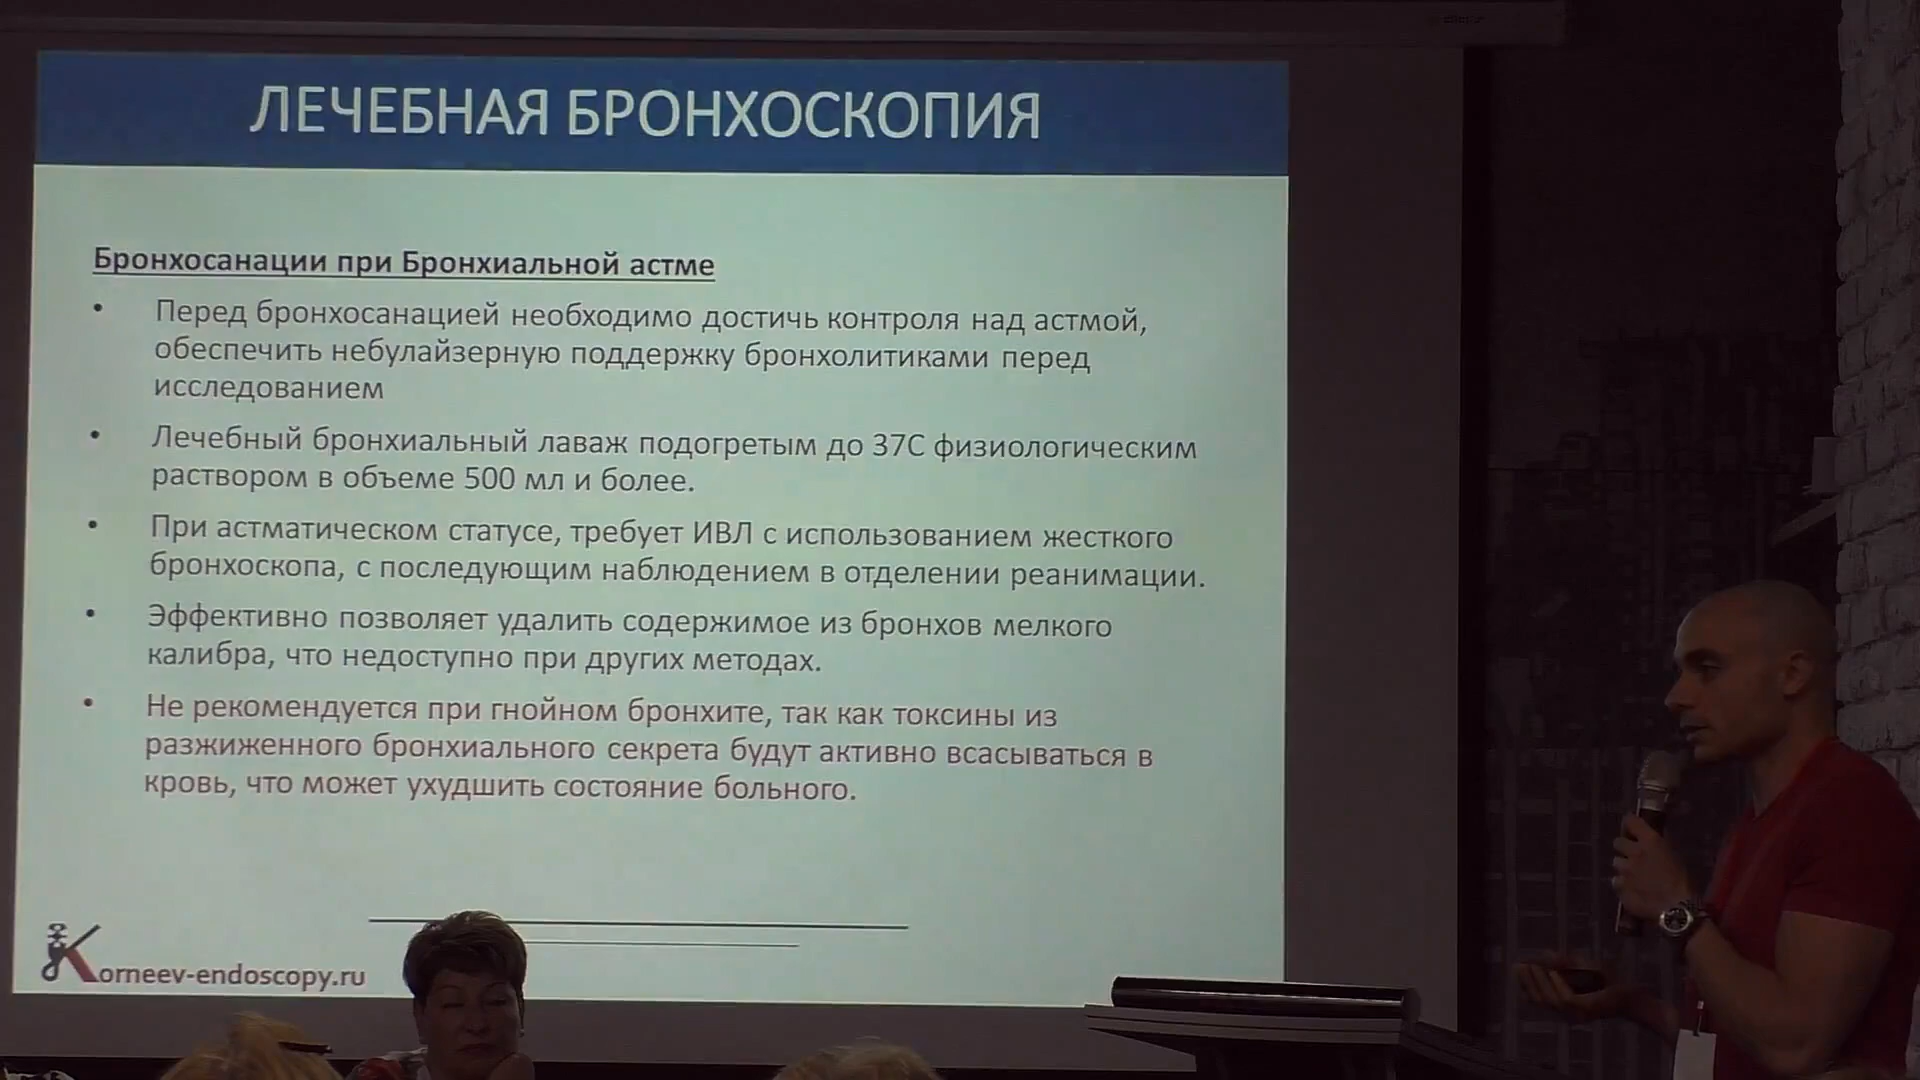 ЛЕЧЕБНАЯ БРОНХОСКОПИЯ
Бронхосанации при Бронхиальной астме
• Перед бронхосанацией необходимо достичь контроля над астмой,
обеспечить небулайзерную поддержку бронхолитиками перед
исследованием
• Лечебный бронхиальный лаваж подогретым до 37С физиологическим
раствором в объеме 500 мл и более.
• При астматическом статусе, требует ИВЛ с использованием жесткого
бронхоскопа, с последующим наблюдением в отделении реанимации.
• Эффективно позволяет удалить содержимое из бронхов мелкого
калибра, что недоступно при других методах.
• Не рекомендуется при гнойном бронхите, так как токсины из
разжиженного бронхиального секрета будут активно всасываться в
кровь, что может ухудшить состояние больного.
Korneev-endoscopy.ru